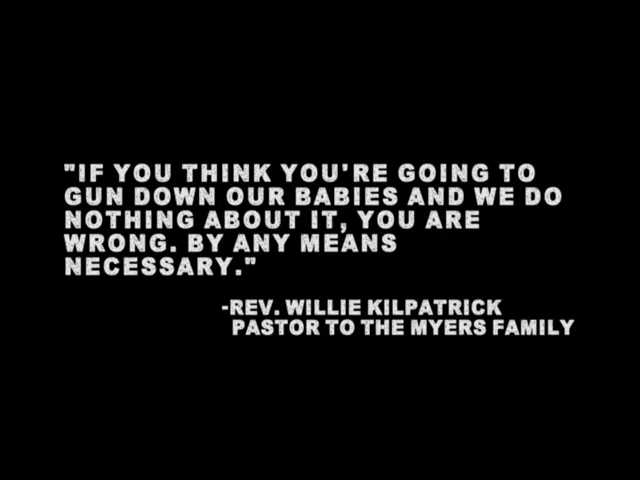 "IF YOU THINK YOU'RE GOING TO
GUN DOWN OUR BABIES AND WE DO
NOTHING ABOUT IT, YOU ARE
WRONG. BY ANY MEANS
NECESSARY."
-REV. WILLIE KILPATRICK
PASTOR TO THE MYERS FAMILY